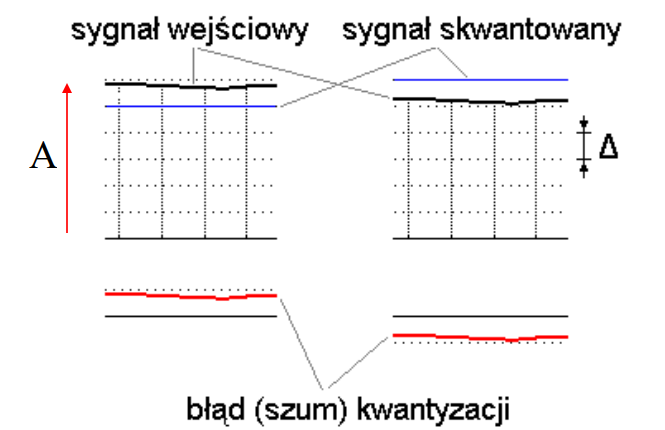 sygnał wejściowy
sygnał skwantowany
A
Δ
błąd (szum) kwantyzacji